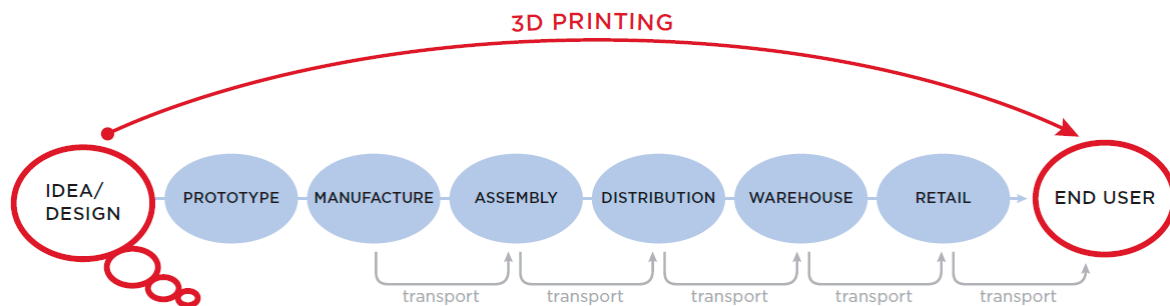 3D PRINTING
IDEA/
DESIGN
PROTOTYPE
MANUFACTURE
ASSEMBLY
DISTRIBUTION
WAREHOUSE
RETAIL
END USER
transport
transport
transport
transport
transport